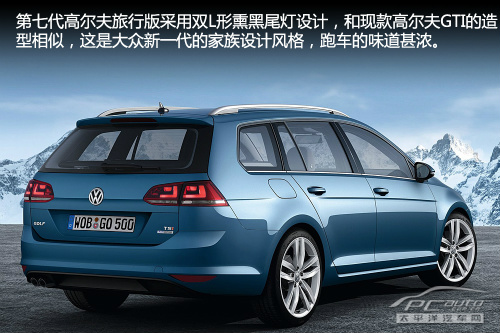 第七代高尔夫旅行版采用双L形熏黑尾灯设计，和现款高尔夫GTI的造
型相似，这是大众新一代的家族设计风格，跑车的味道甚浓。
GOLF
WOB GO 500
TSI
PCauto
太平洋汽车网